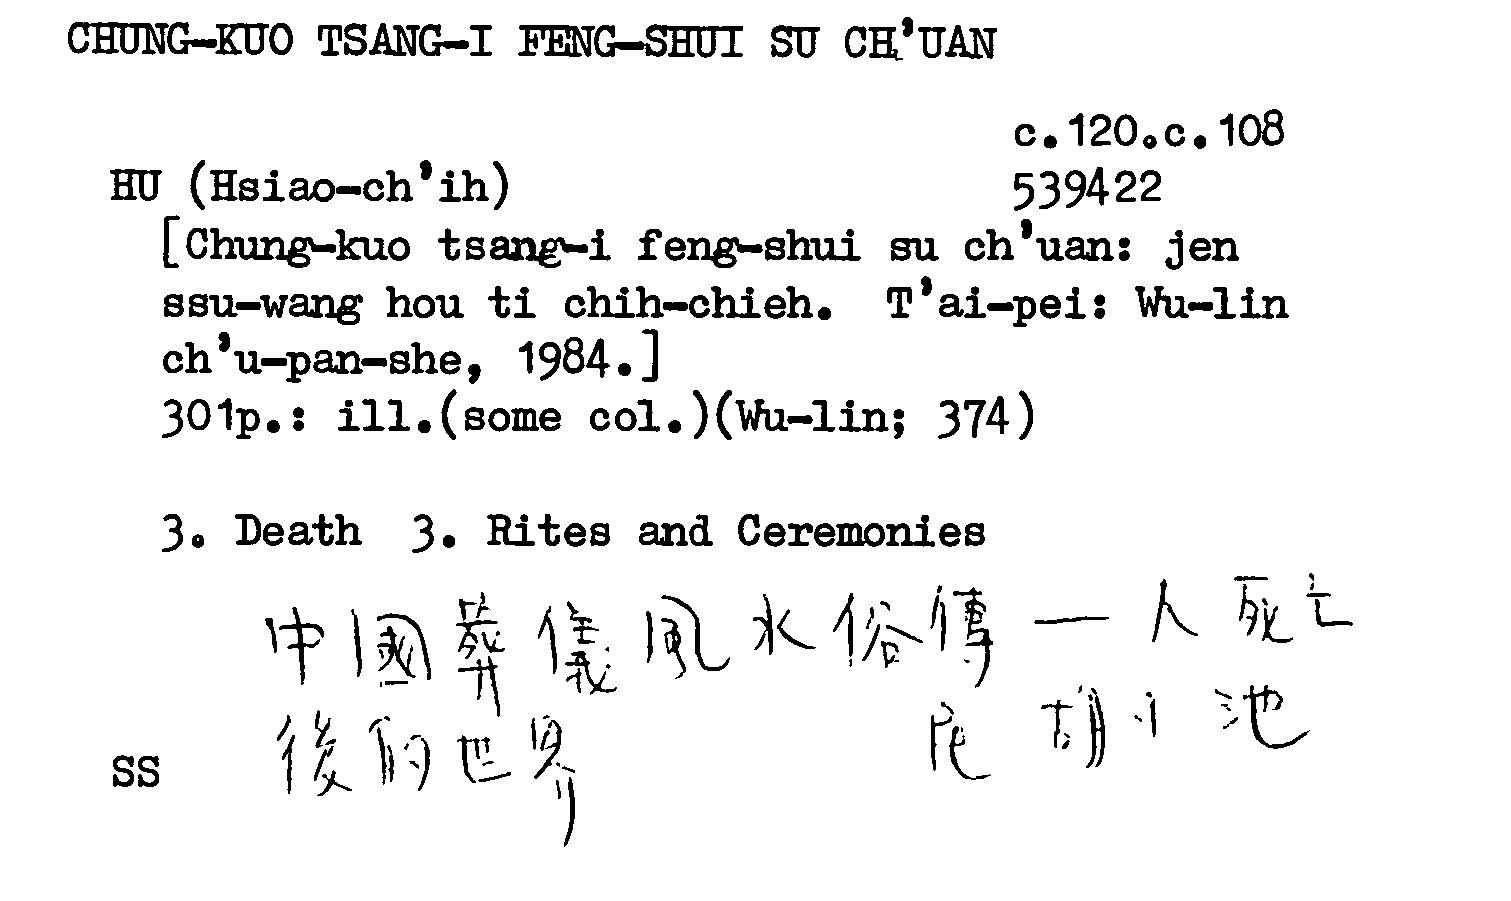 CHUNG-KUO TSANG-I FENG-SHUI SU CH'UAN
c.120.c.108
HU (Hsiao-ch'ih) 539422
[Chung-kuo tsang-i feng-shui su ch'uan: jen
ssu-wang hou ti chih-chieh. T'ai-pei: Wu-lin
ch'u-pan-she, 1984.]
301p.: ill.(some col.)(Wu-lin; 374)
3. Death 3. Rites and Ceremonies
中國葬儀風水俗傳 — 人死亡
後的世界 胡小池
SS